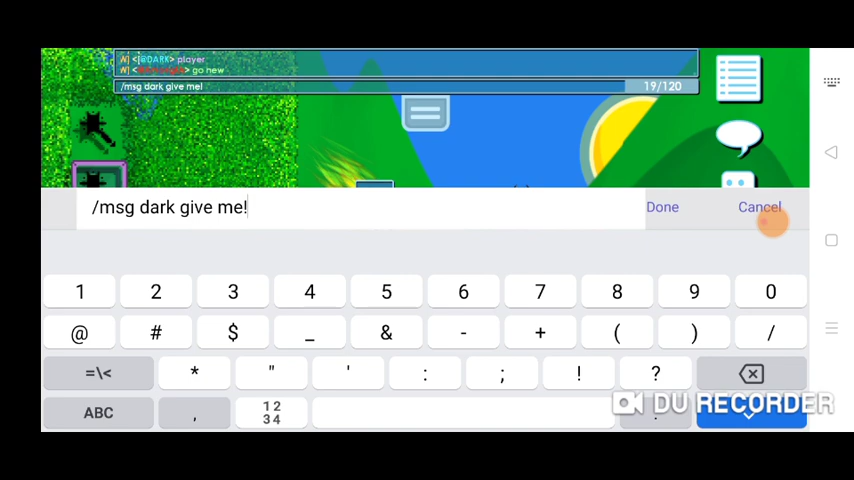 W] <[@DARK> player
go new
/msg dark give me!
19/120
/msg dark give me!
Done
Cancel
1 2 3 4 5 6 7 8 9 0
@ # $ _ & - + ( ) /
=\< * " ' : ; ! ?
ABC , 12 34 .
DU RECORDER